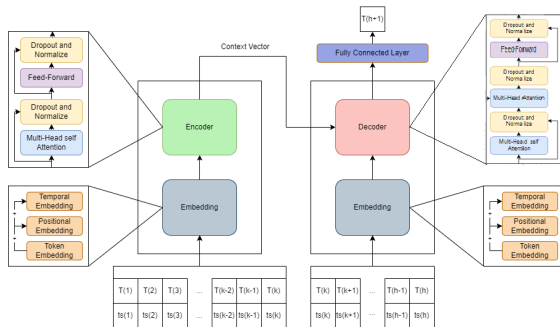 T(h+1)
Context Vector
Fully Connected Layer
Dropout and
Normalize
Feed-Forward
Dropout and
Normalize
Multi-Head self
Attention
Encoder
Decoder
Dropout and
Normalize
Feed-Forward
Dropout and
Normalize
Multi-Head Attention
Dropout and
Normalize
Multi-Head self
Attention
Temporal
Embedding
+
Positional
Embedding
+
Token
Embedding
Embedding
Embedding
Temporal
Embedding
+
Positional
Embedding
+
Token
Embedding
T(1) T(2) T(3) ... T(k-2) T(k-1) T(k)
ts(1) ts(2) ts(3) ... ts(k-2) ts(k-1) ts(k)
T(k) T(k+1) ... T(h-1) T(h)
ts(k) ts(k+1) ... ts(h-1) ts(h)